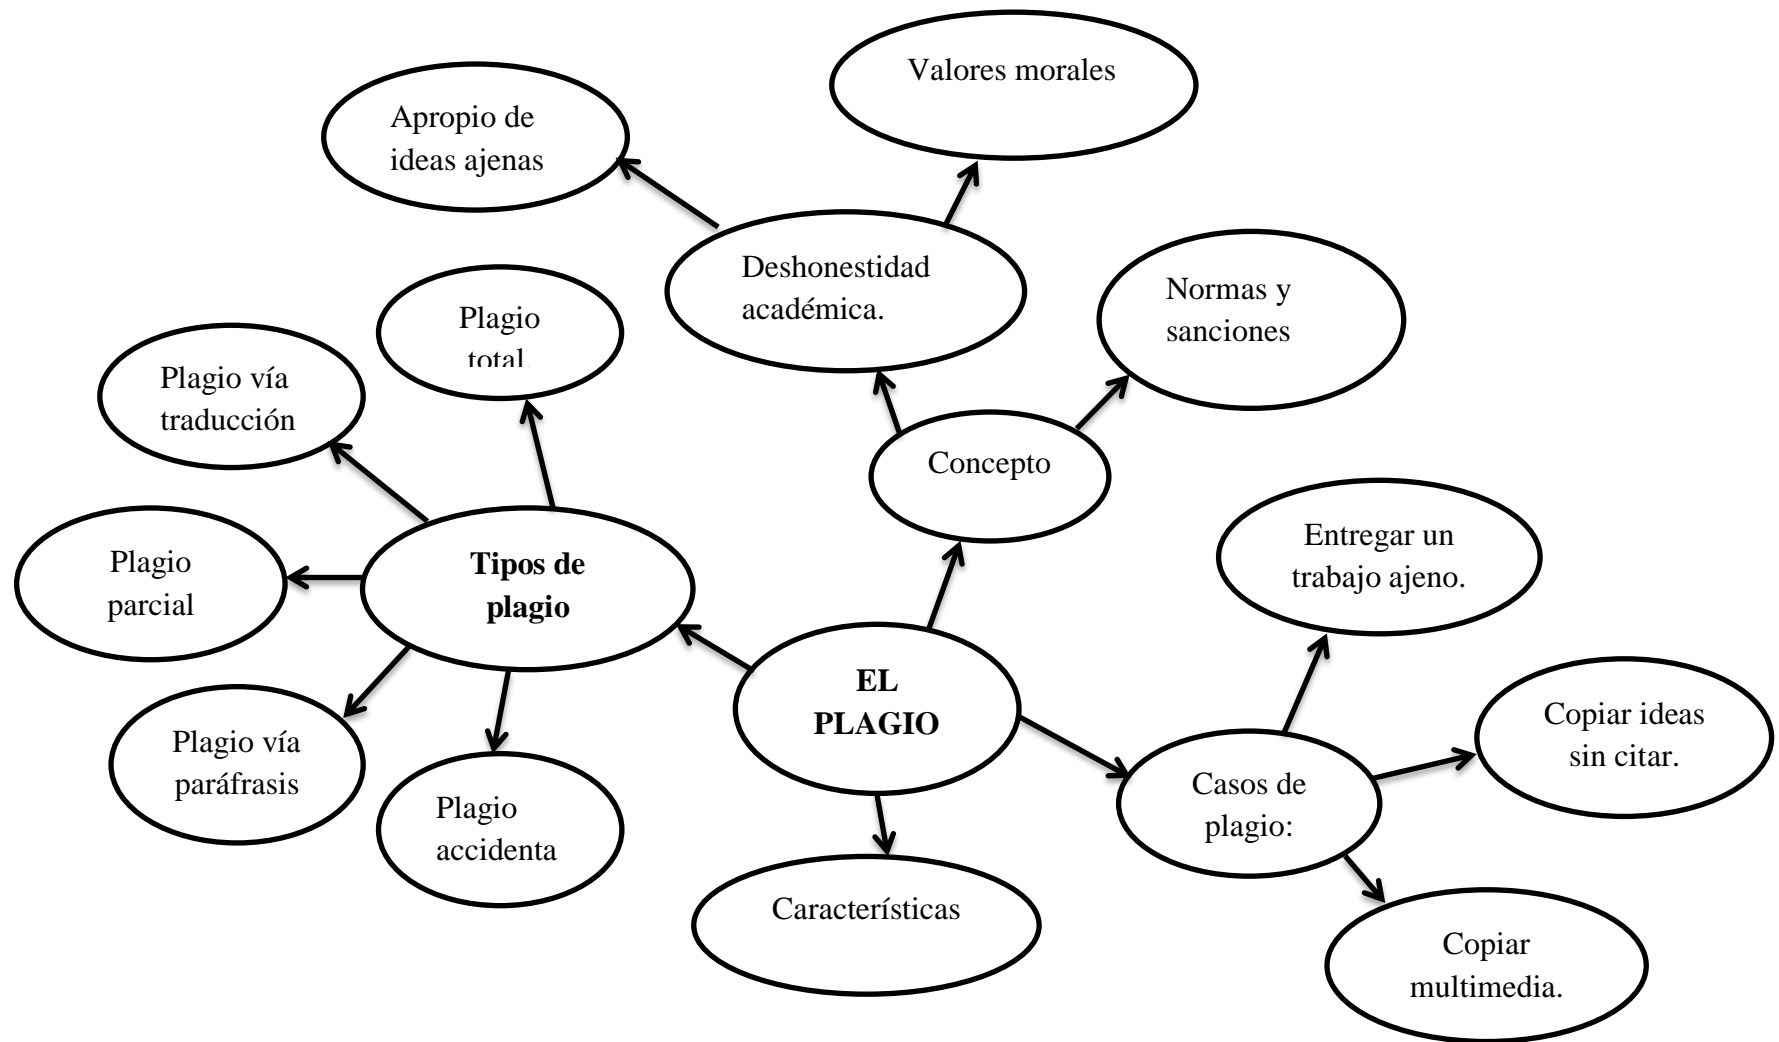 Valores morales
Apropio de
ideas ajenas
Deshonestidad
académica.
Normas y
sanciones
Plagio
total
Plagio vía
traducción
Concepto
Entregar un
trabajo ajeno.
Plagio
parcial
Tipos de
plagio
EL
PLAGIO
Copiar ideas
sin citar.
Plagio vía
paráfrasis
Casos de
plagio:
Plagio
accidenta
Características
Copiar
multimedia.